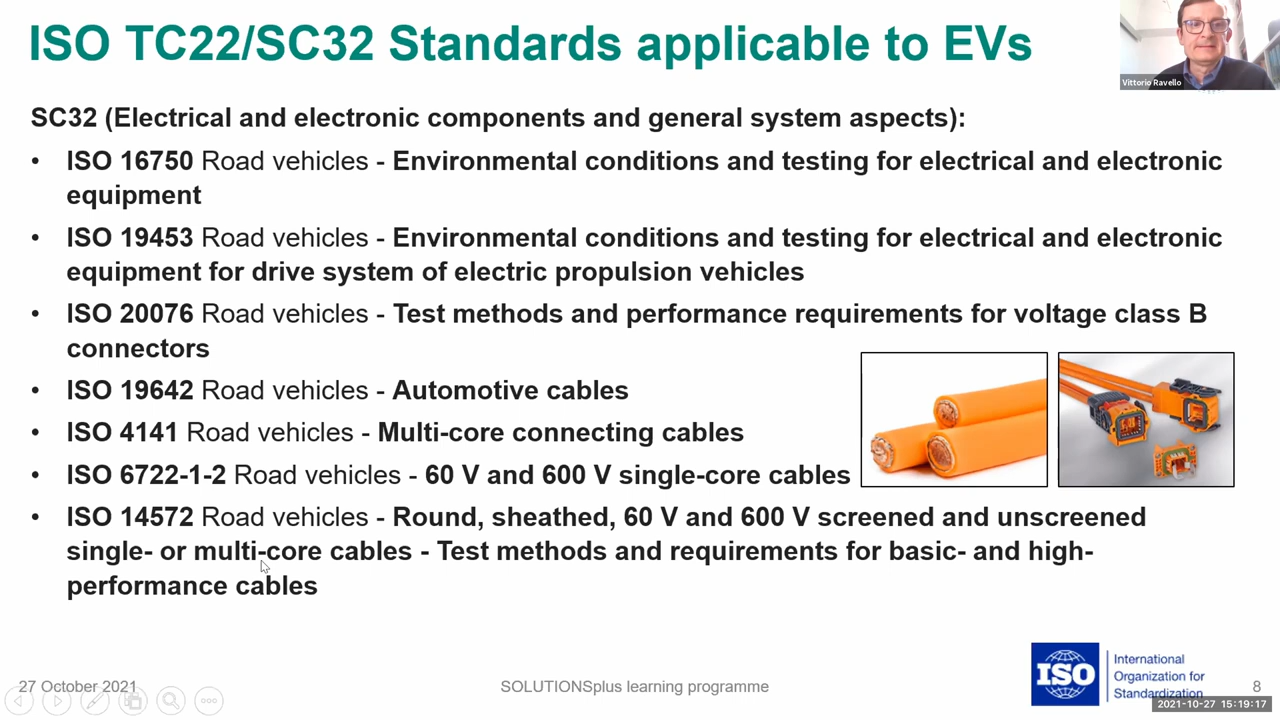 ISO TC22/SC32 Standards applicable to EVs
Vittorio Ravello
SC32 (Electrical and electronic components and general system aspects):
• ISO 16750 Road vehicles - Environmental conditions and testing for electrical and electronic
equipment
• ISO 19453 Road vehicles - Environmental conditions and testing for electrical and electronic
equipment for drive system of electric propulsion vehicles
• ISO 20076 Road vehicles - Test methods and performance requirements for voltage class B
connectors
• ISO 19642 Road vehicles - Automotive cables
• ISO 4141 Road vehicles - Multi-core connecting cables
• ISO 6722-1-2 Road vehicles - 60 V and 600 V single-core cables
• ISO 14572 Road vehicles - Round, sheathed, 60 V and 600 V screened and unscreened
single- or multi-core cables - Test methods and requirements for basic- and high-
performance cables
ISO
International
Organization for
Standardization
27 October 2021
SOLUTIONSplus learning programme
8
2021-10-27 15:19:17